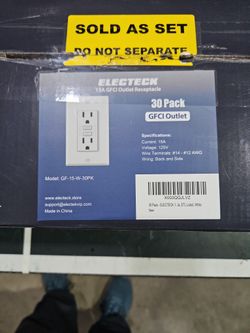 SOLD AS SET
DO NOT SEPARATE
ELECTECK
15A GFCI Outlet Receptacle
30 Pack
GFCI Outlet
Specifications:
Current: 15A
Voltage: 125V
Wire Terminals: #14 - #12 AWG
Wiring: Back and Side
Model: GF-15-W-30PK
www.electeck.store
support@electekvip.com
Made in China